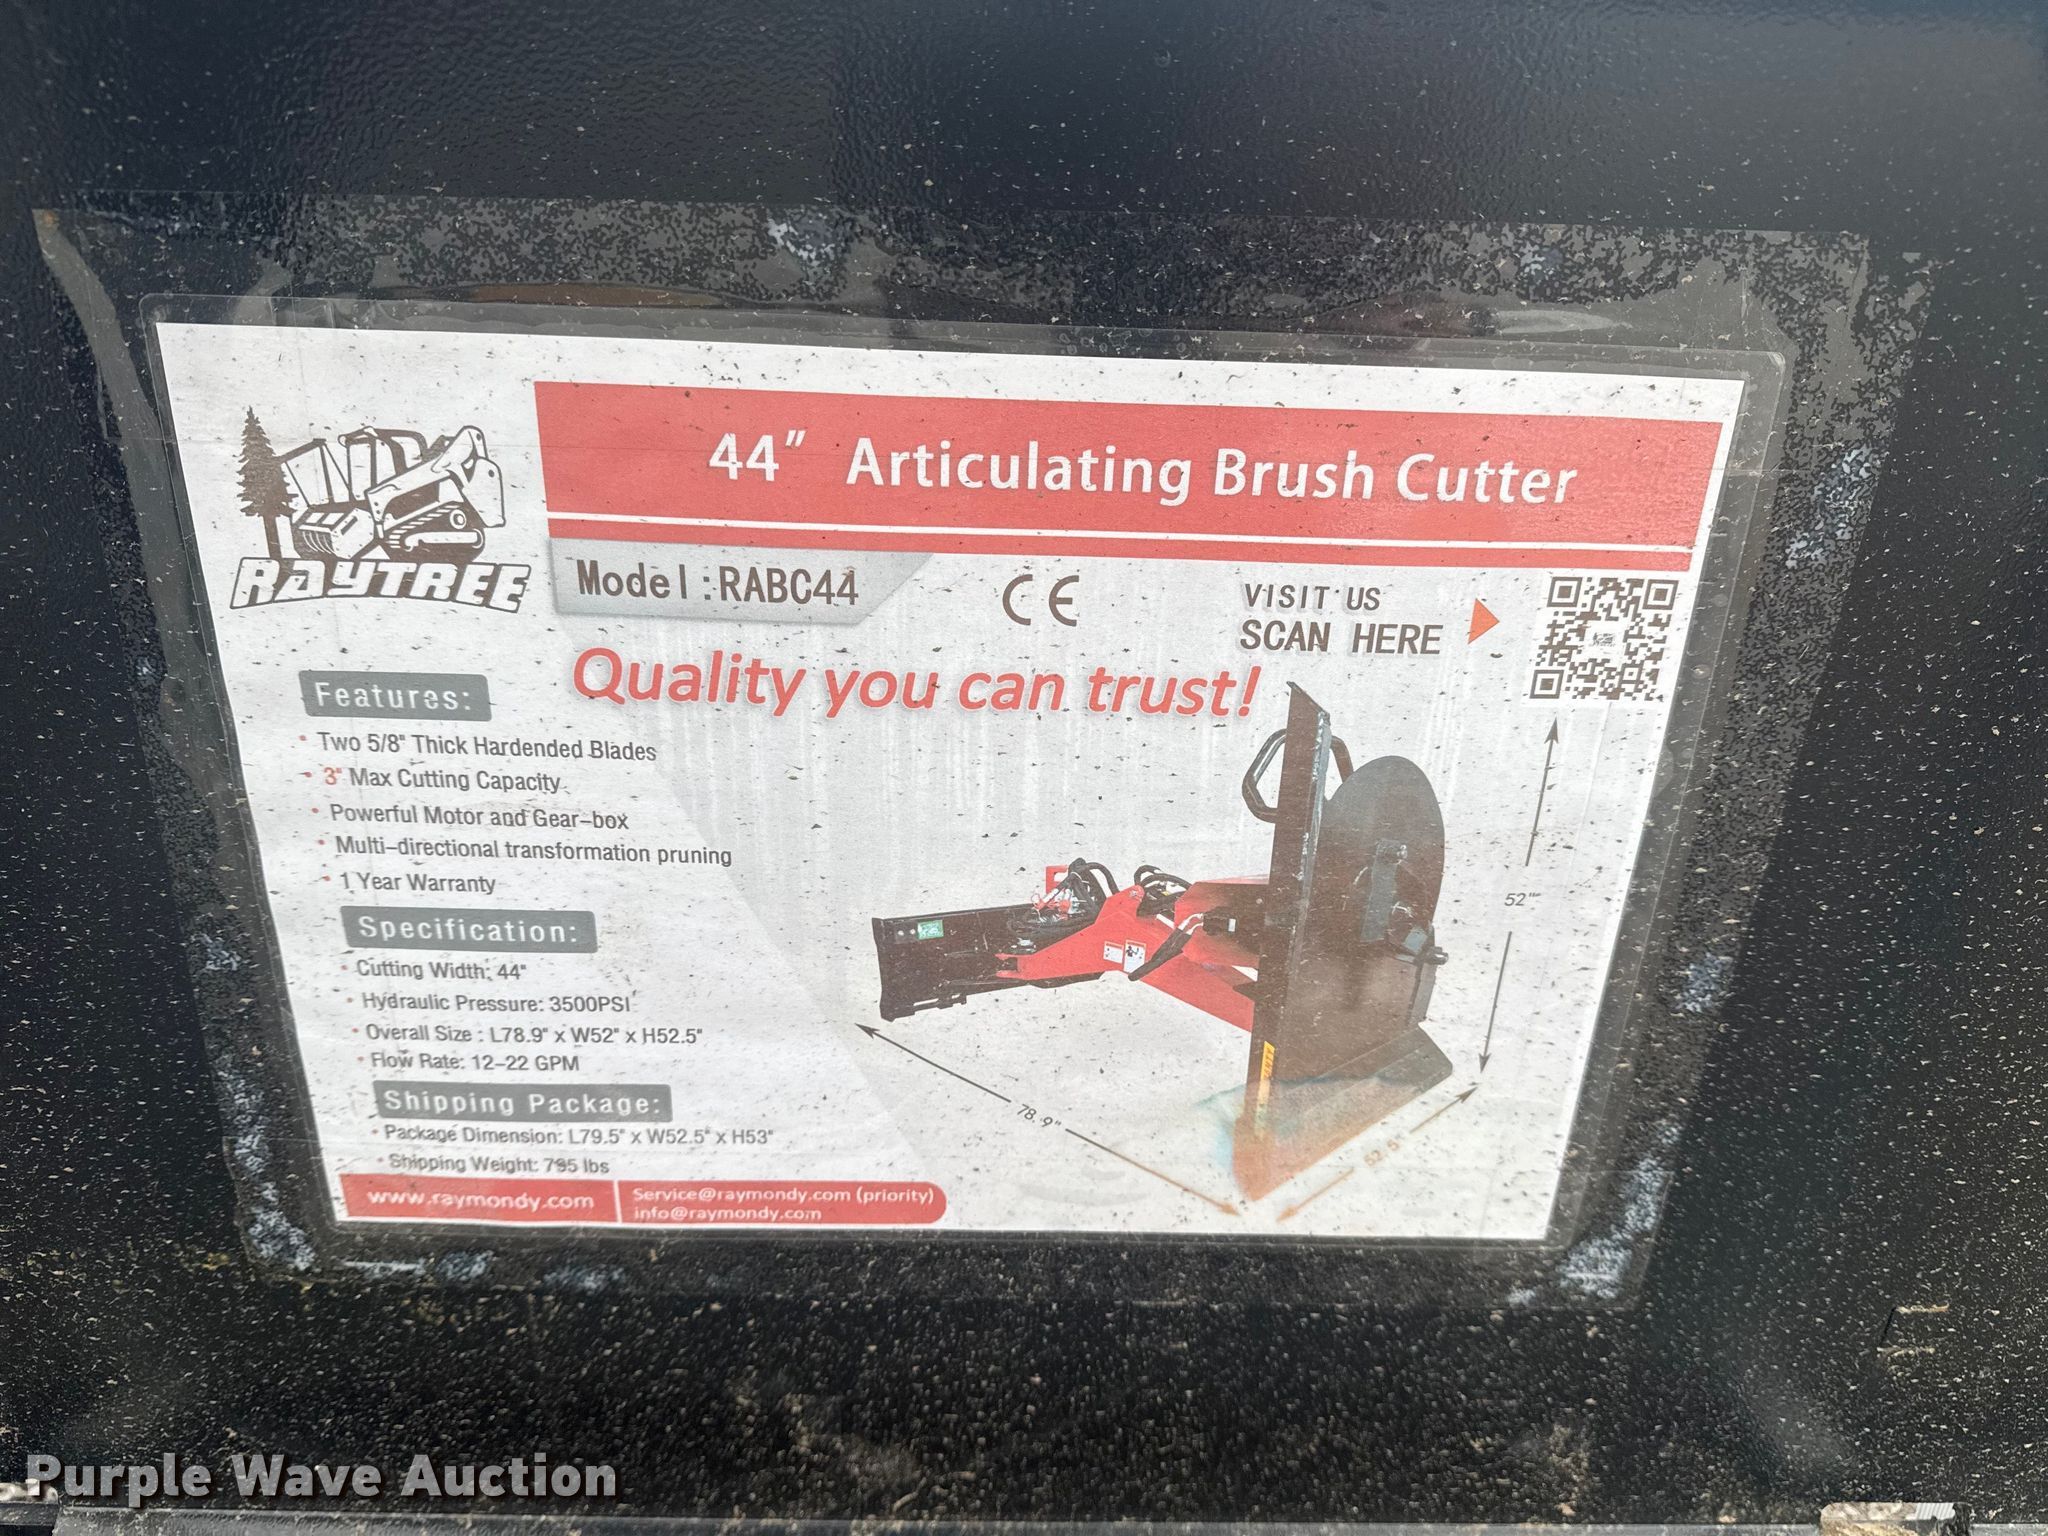 44" Articulating Brush Cutter
RAYTREE
Model:RABC44
CE
VISIT US
SCAN HERE
Quality you can trust!
Features:
• Two 5/8" Thick Hardended Blades
• 3" Max Cutting Capacity
• Powerful Motor and Gear-box
• Multi-directional transformation pruning
• 1 Year Warranty
Specification:
• Cutting Width: 44"
• Hydraulic Pressure: 3500PSI
• Overall Size : L78.9" x W52" x H52.5"
• Flow Rate: 12-22 GPM
Shipping Package:
• Package Dimension: L79.5" x W52.5" x H53"
• Shipping Weight: 795 lbs
52"
78.9"
52.5"
www.raymondy.com
Service@raymondy.com (priority)
info@raymondy.com
Purple Wave Auction